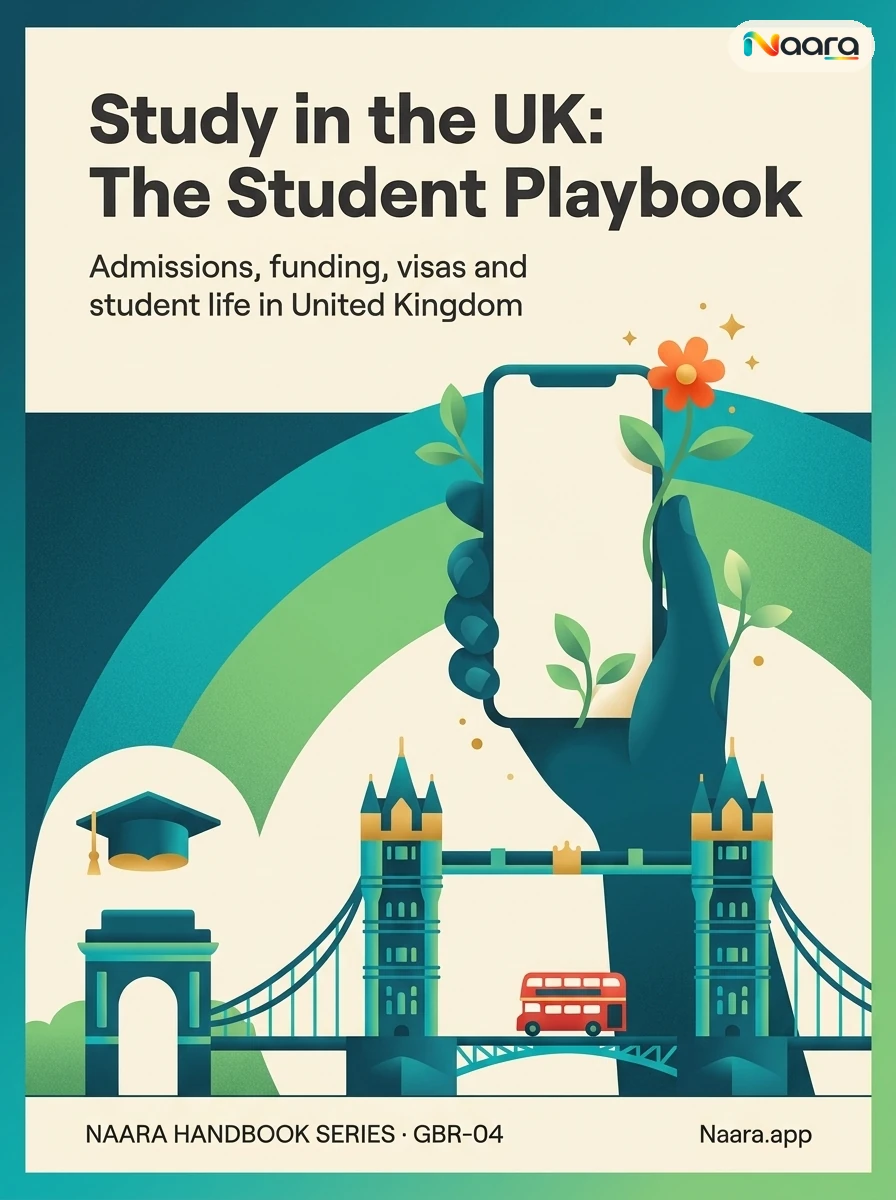 Naara
Study in the UK:
The Student Playbook
Admissions, funding, visas and
student life in United Kingdom
NAARA HANDBOOK SERIES · GBR-04
Naara.app